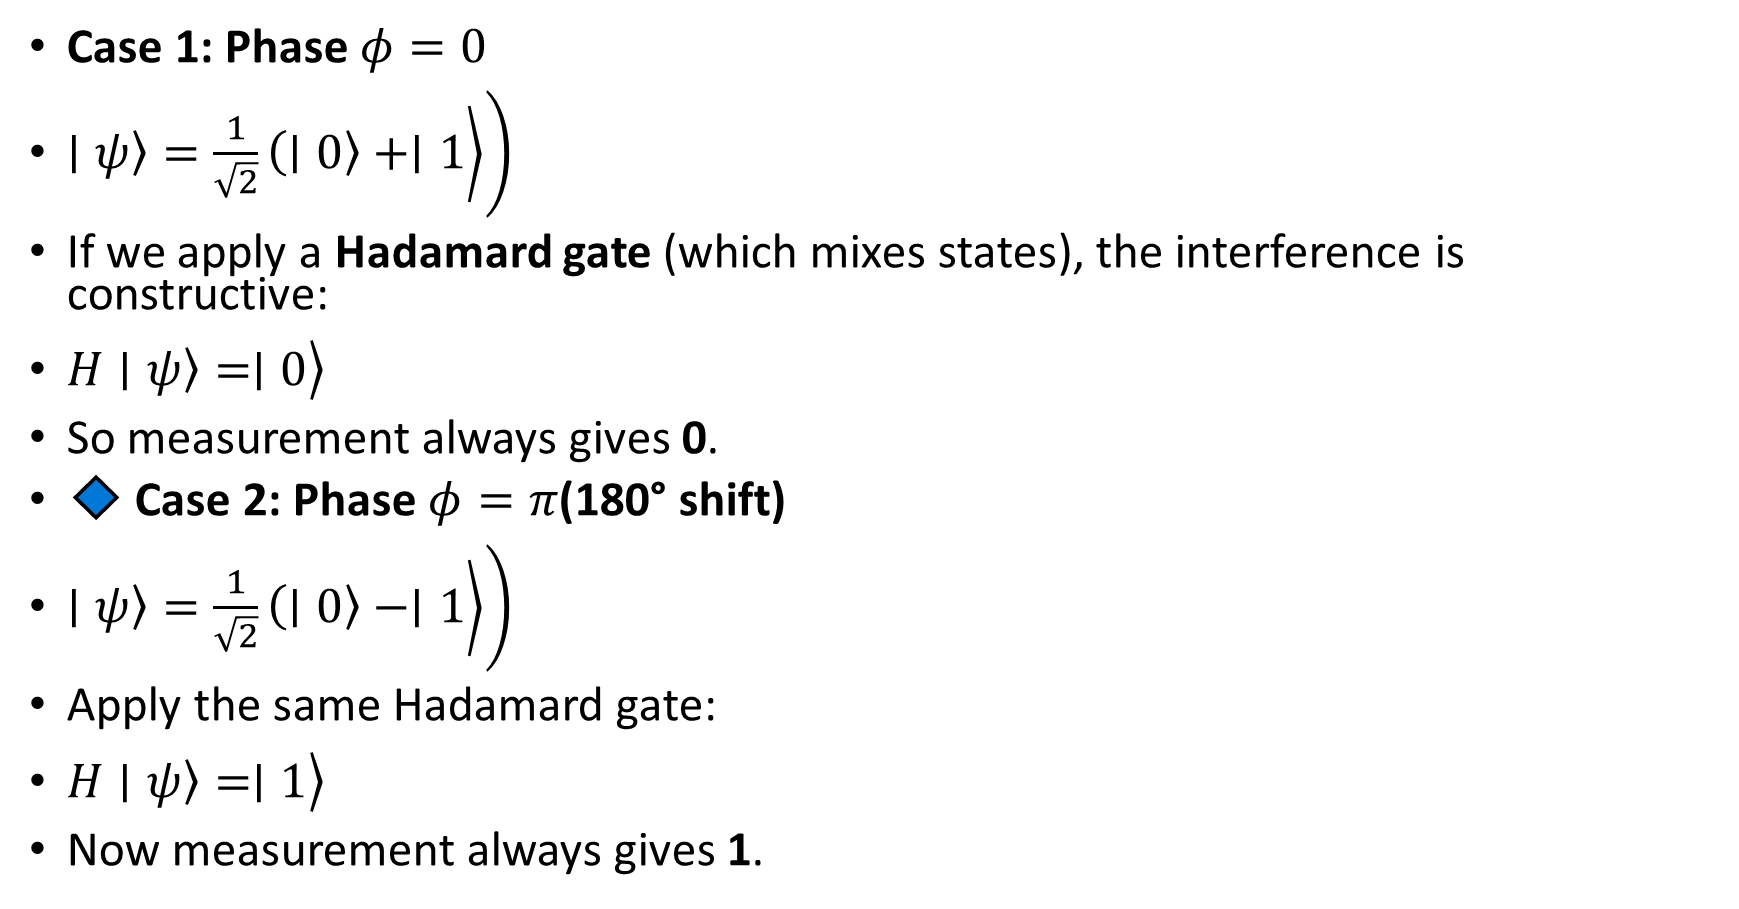 • Case 1: Phase 𝜙 = 0
• | 𝜓⟩ = 1/√2 (| 0⟩ +| 1⟩)
• If we apply a Hadamard gate (which mixes states), the interference is
constructive:
• 𝐻 | 𝜓⟩ =| 0⟩
• So measurement always gives 0.
• 🔷 Case 2: Phase 𝜙 = 𝜋(180° shift)
• | 𝜓⟩ = 1/√2 (| 0⟩ −| 1⟩)
• Apply the same Hadamard gate:
• 𝐻 | 𝜓⟩ =| 1⟩
• Now measurement always gives 1.